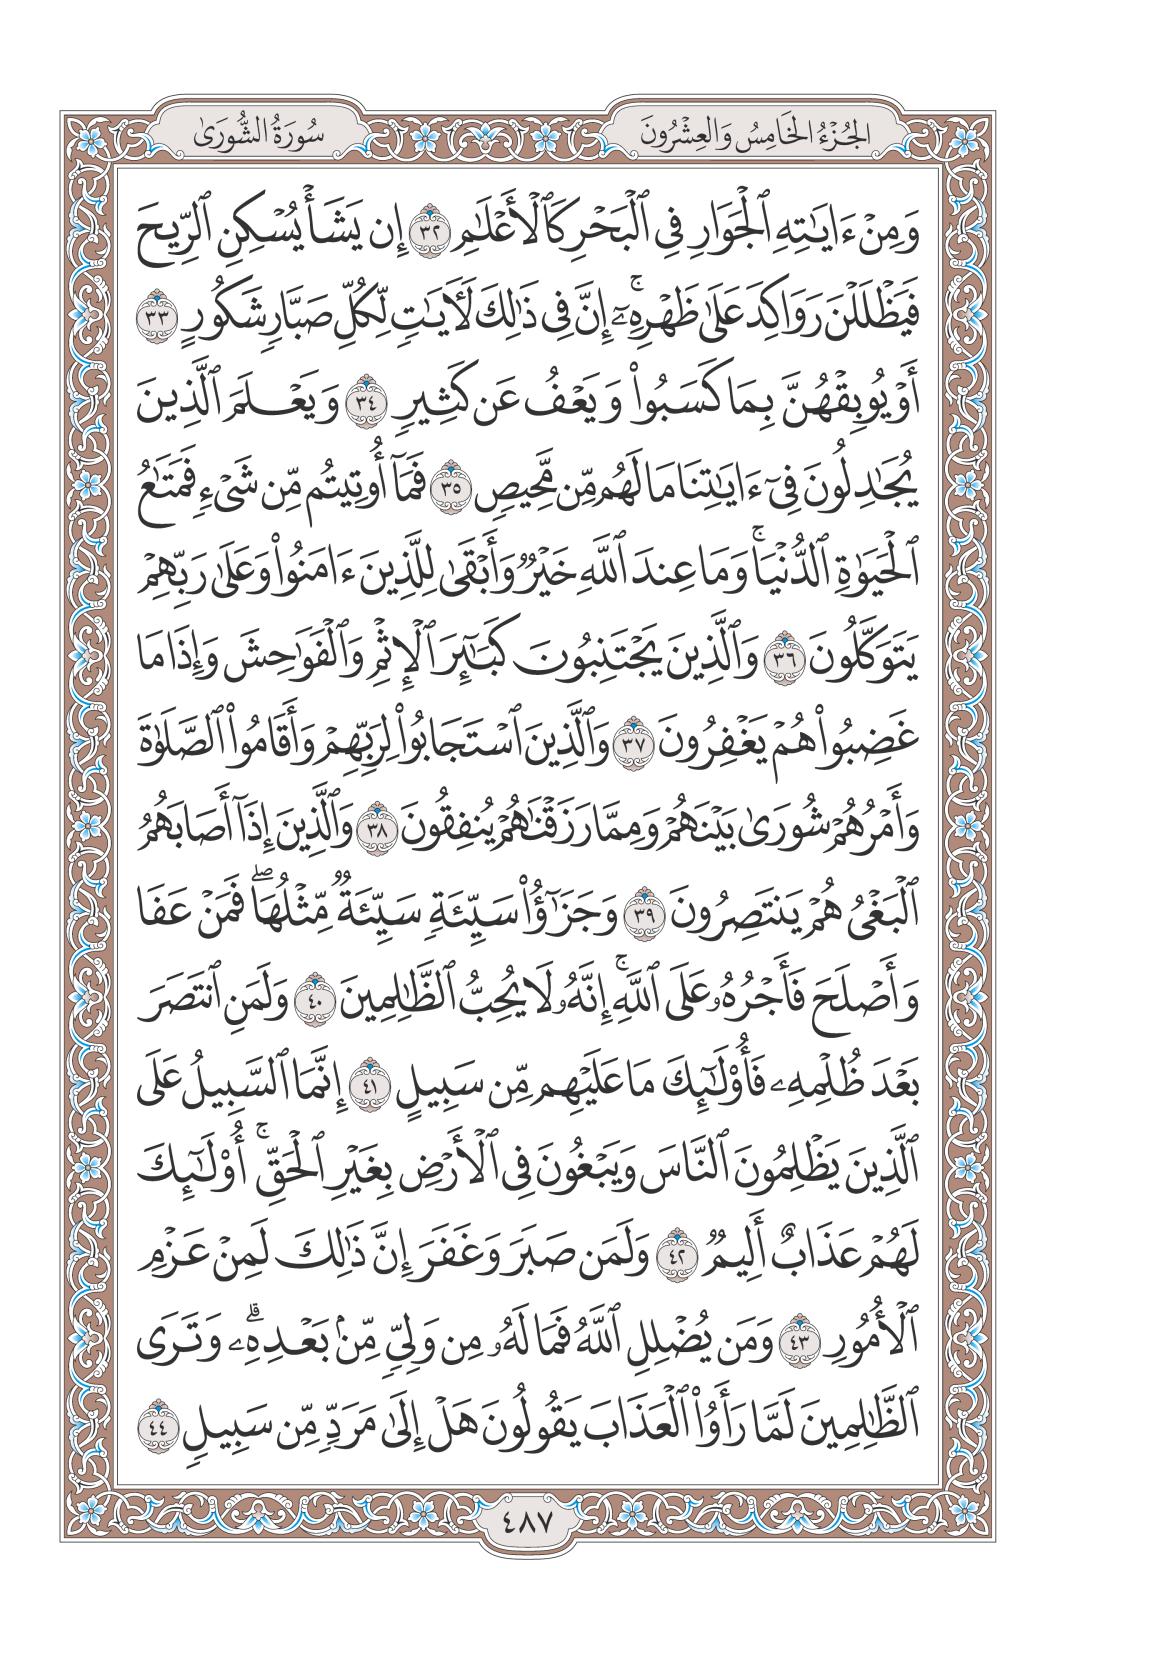 الجُزْءُ الخَامِسُ وَالعِشْرُونَ
سُورَةُ الشُّورَىٰ
وَمِنْ ءَايَٰتِهِ ٱلْجَوَارِ فِى ٱلْبَحْرِ كَٱلْأَعْلَٰمِ ٣٢ إِن يَشَأْ يُسْكِنِ ٱلرِّيحَ
فَيَظْلَلْنَ رَوَاكِدَ عَلَىٰ ظَهْرِهِۦٓ ۚ إِنَّ فِى ذَٰلِكَ لَءَايَٰتٍ لِّكُلِّ صَبَّارٍ شَكُورٍ ٣٣
أَوْ يُوبِقْهُنَّ بِمَا كَسَبُوا۟ وَيَعْفُ عَن كَثِيرٍ ٣٤ وَيَعْلَمَ ٱلَّذِينَ
يُجَٰدِلُونَ فِىٓ ءَايَٰتِنَا مَا لَهُم مِّن مَّحِيصٍ ٣٥ فَمَآ أُوتِيتُم مِّن شَىْءٍ فَمَتَٰعُ
ٱلْحَيَوٰةِ ٱلدُّنْيَا ۚ وَمَا عِندَ ٱللَّهِ خَيْرٌ وَأَبْقَىٰ لِلَّذِينَ ءَامَنُوا۟ وَعَلَىٰ رَبِّهِمْ
يَتَوَكَّلُونَ ٣٦ وَٱلَّذِينَ يَجْتَنِبُونَ كَبَٰٓئِرَ ٱلْإِثْمِ وَٱلْفَوَٰحِشَ وَإِذَا مَا
غَضِبُوا۟ هُمْ يَغْفِرُونَ ٣٧ وَٱلَّذِينَ ٱسْتَجَابُوا۟ لِرَبِّهِمْ وَأَقَامُوا۟ ٱلصَّلَوٰةَ
وَأَمْرُهُمْ شُورَىٰ بَيْنَهُمْ وَمِمَّا رَزَقْنَٰهُمْ يُنفِقُونَ ٣٨ وَٱلَّذِينَ إِذَآ أَصَابَهُمُ
ٱلْبَغْىُ هُمْ يَنتَصِرُونَ ٣٩ وَجَزَٰٓؤُا۟ سَيِّئَةٍ سَيِّئَةٌ مِّثْلُهَا ۖ فَمَنْ عَفَا
وَأَصْلَحَ فَأَجْرُهُۥ عَلَى ٱللَّهِ ۚ إِنَّهُۥ لَا يُحِبُّ ٱلظَّٰلِمِينَ ٤٠ وَلَمَنِ ٱنتَصَرَ
بَعْدَ ظُلْمِهِۦ فَأُو۟لَٰٓئِكَ مَا عَلَيْهِم مِّن سَبِيلٍ ٤١ إِنَّمَا ٱلسَّبِيلُ عَلَى
ٱلَّذِينَ يَظْلِمُونَ ٱلنَّاسَ وَيَبْغُونَ فِى ٱلْأَرْضِ بِغَيْرِ ٱلْحَقِّ ۚ أُو۟لَٰٓئِكَ
لَهُمْ عَذَابٌ أَلِيمٌ ٤٢ وَلَمَن صَبَرَ وَغَفَرَ إِنَّ ذَٰلِكَ لَمِنْ عَزْمِ
ٱلْأُمُورِ ٤٣ وَمَن يُضْلِلِ ٱللَّهُ فَمَا لَهُۥ مِن وَلِىٍّ مِّنۢ بَعْدِهِۦ ۗ وَتَرَى
ٱلظَّٰلِمِينَ لَمَّا رَأَوُا۟ ٱلْعَذَابَ يَقُولُونَ هَلْ إِلَىٰ مَرَدٍّ مِّن سَبِيلٍ ٤٤
٤٨٧